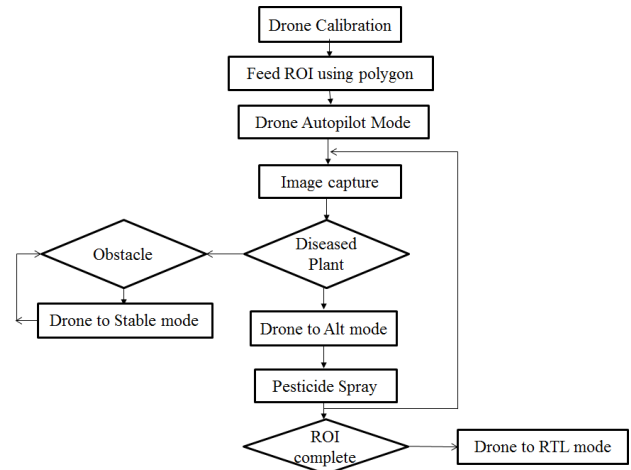 Drone Calibration
Feed ROI using polygon
Drone Autopilot Mode
Image capture
Diseased
Plant
Obstacle
Drone to Stable mode
Drone to Alt mode
Pesticide Spray
ROI
complete
Drone to RTL mode